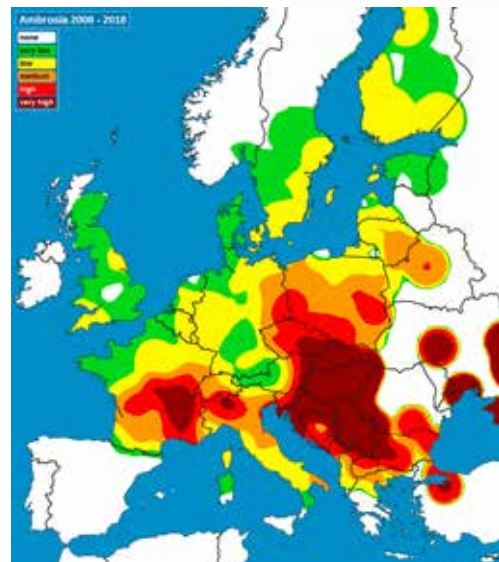 Ambrosia 2008 - 2018
none
very low
low
medium
high
very high